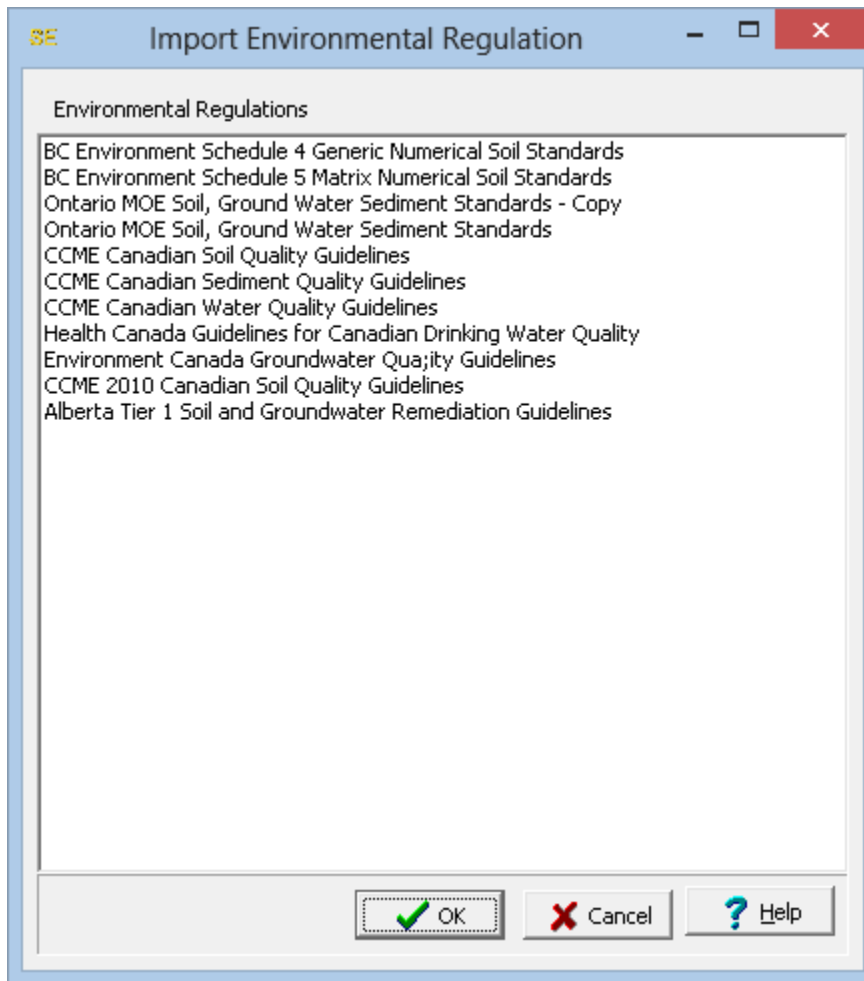 SE
Import Environmental Regulation
Environmental Regulations
BC Environment Schedule 4 Generic Numerical Soil Standards
BC Environment Schedule 5 Matrix Numerical Soil Standards
Ontario MOE Soil, Ground Water Sediment Standards - Copy
Ontario MOE Soil, Ground Water Sediment Standards
CCME Canadian Soil Quality Guidelines
CCME Canadian Sediment Quality Guidelines
CCME Canadian Water Quality Guidelines
Health Canada Guidelines for Canadian Drinking Water Quality
Environment Canada Groundwater Qua;ity Guidelines
CCME 2010 Canadian Soil Quality Guidelines
Alberta Tier 1 Soil and Groundwater Remediation Guidelines
OK
Cancel
Help